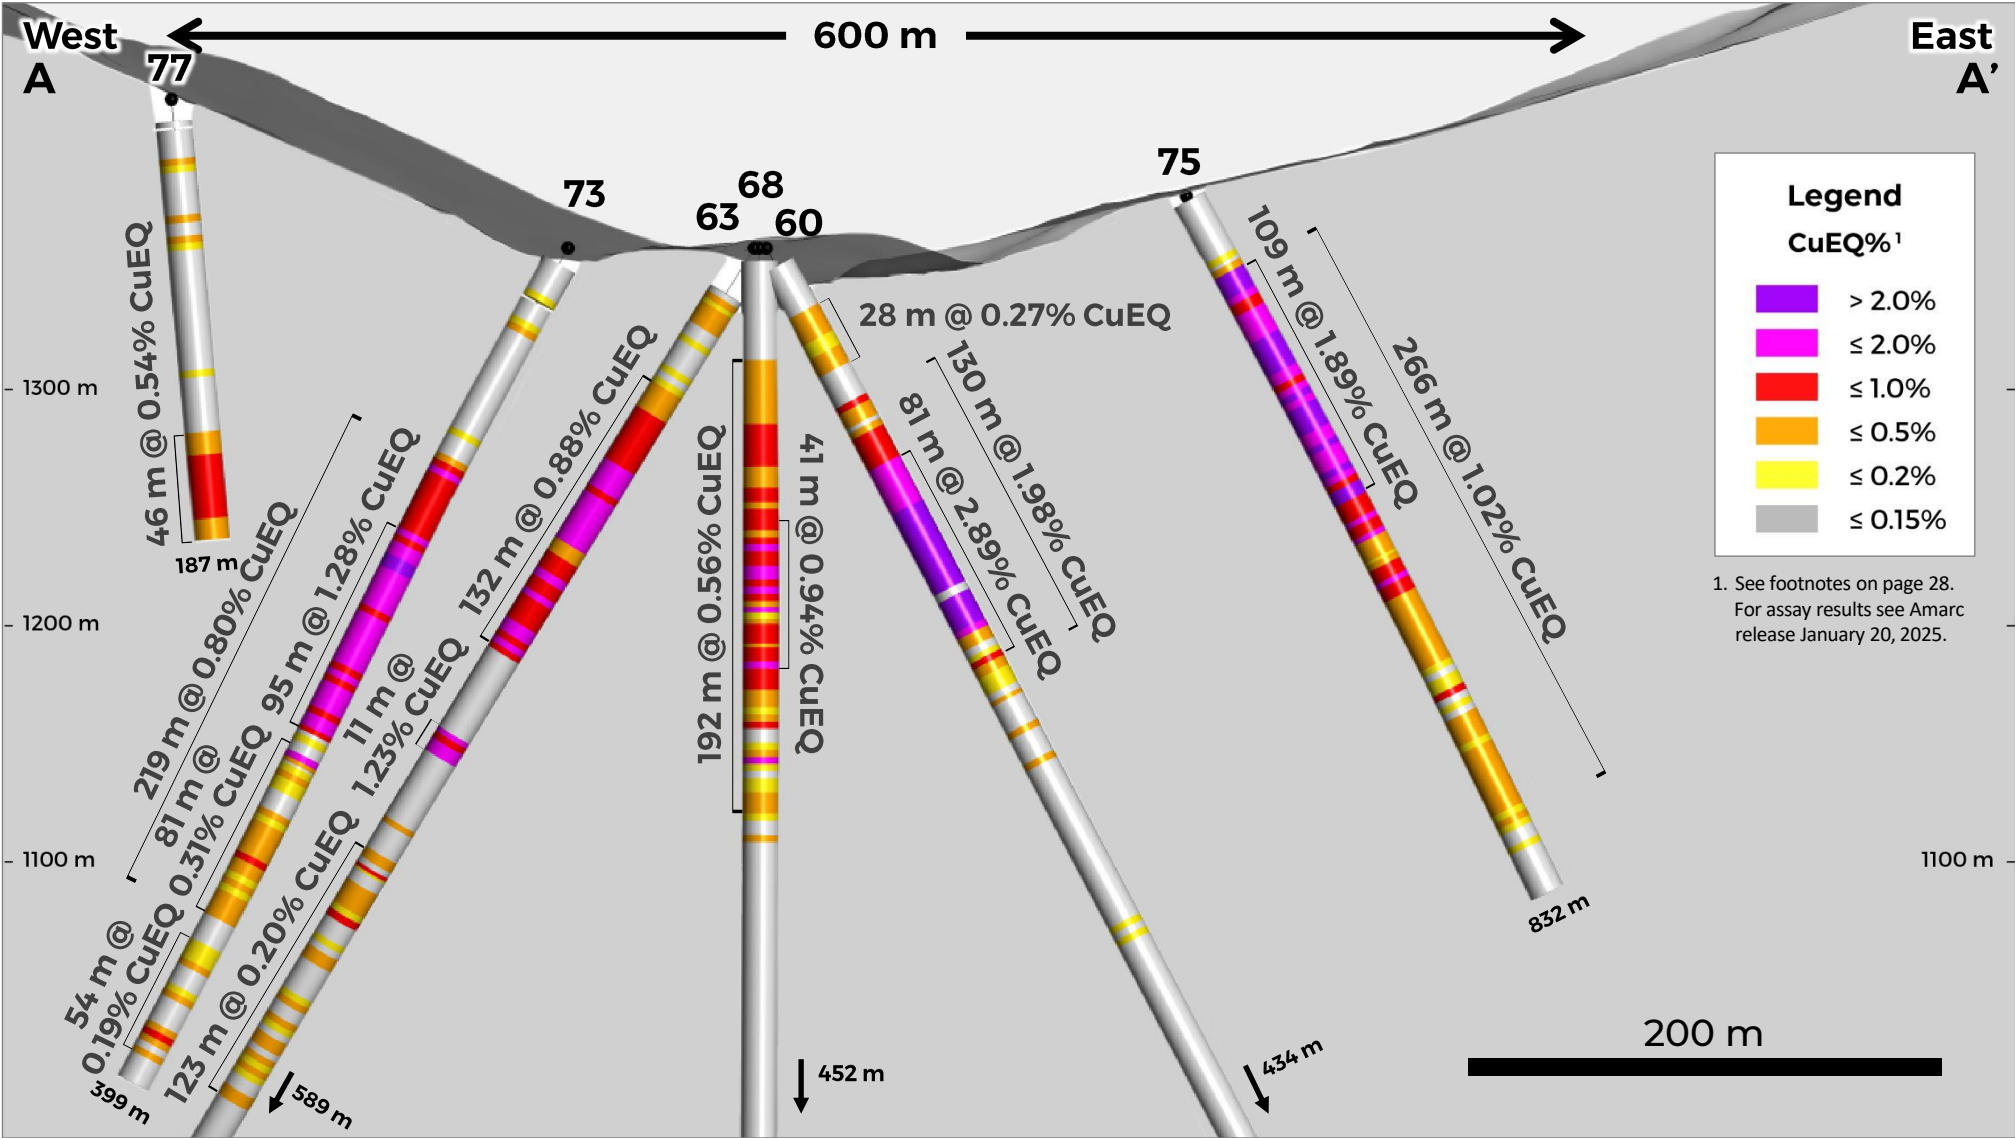 West
A
600 m
East
A’
77
73
63
68
60
75
1300 m
1200 m
1100 m
1100 m
46 m @ 0.54% CuEQ
187 m
219 m @ 0.80% CuEQ
95 m @ 1.28% CuEQ
81 m @
0.31% CuEQ
54 m @
0.19% CuEQ
399 m
132 m @ 0.88% CuEQ
11 m @
1.23% CuEQ
123 m @ 0.20% CuEQ
589 m
192 m @ 0.56% CuEQ
41 m @ 0.94% CuEQ
452 m
28 m @ 0.27% CuEQ
130 m @ 1.98% CuEQ
81 m @ 2.89% CuEQ
434 m
109 m @ 1.89% CuEQ
266 m @ 1.02% CuEQ
832 m
Legend
CuEQ% ¹
> 2.0%
≤ 2.0%
≤ 1.0%
≤ 0.5%
≤ 0.2%
≤ 0.15%
1. See footnotes on page 28.
For assay results see Amarc
release January 20, 2025.
200 m